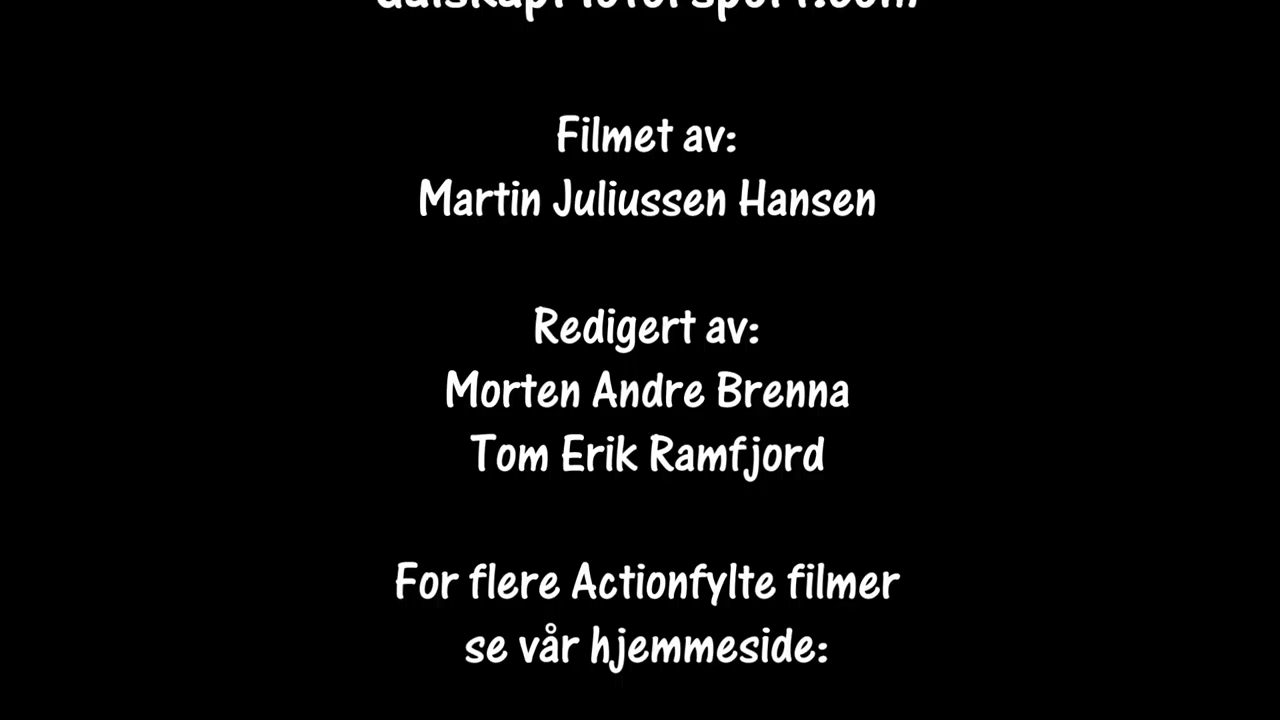 Filmet av:
Martin Juliussen Hansen
Redigert av:
Morten Andre Brenna
Tom Erik Ramfjord
For flere Actionfylte filmer
se vår hjemmeside: